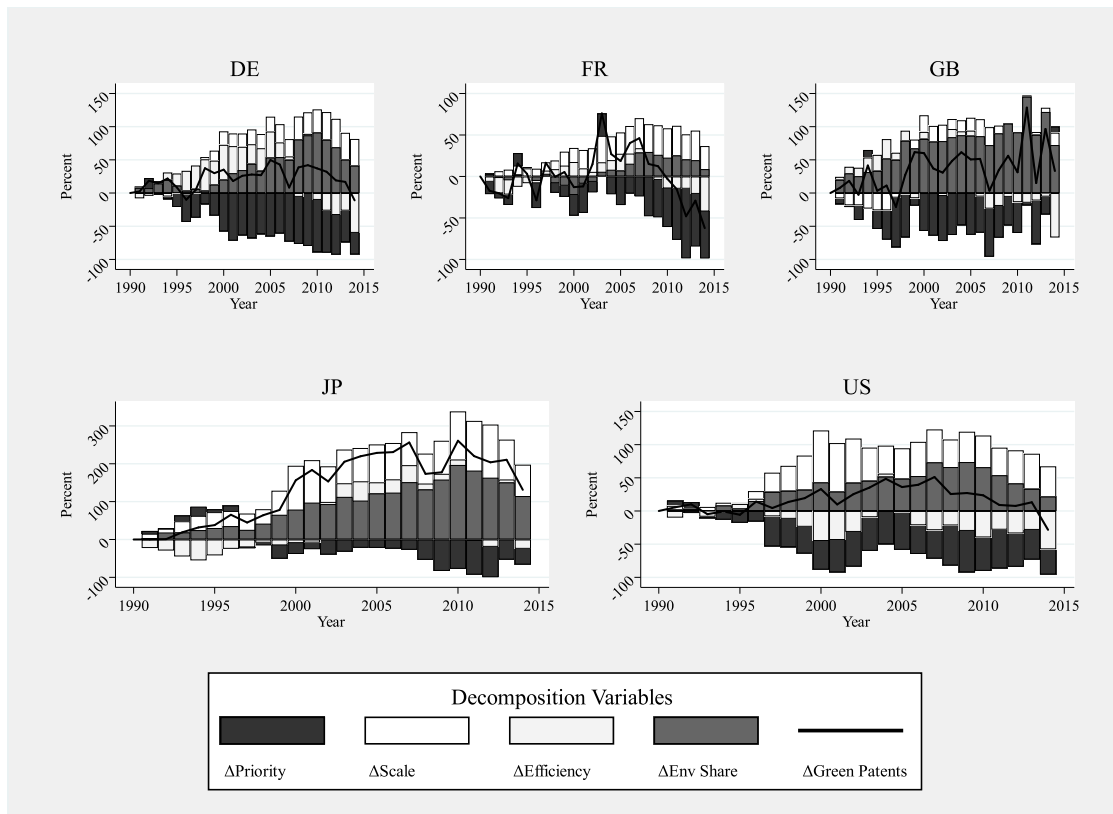 DE
FR
GB
150
100
50
0
-50
-100
Percent
1990 1995 2000 2005 2010 2015
Year
100
50
0
-50
-100
Percent
1990 1995 2000 2005 2010 2015
Year
150
100
50
0
-50
-100
Percent
1990 1995 2000 2005 2010 2015
Year
JP
US
300
200
100
0
-100
Percent
1990 1995 2000 2005 2010 2015
Year
150
100
50
0
-50
-100
Percent
1990 1995 2000 2005 2010 2015
Year
Decomposition Variables
ΔPriority ΔScale ΔEfficiency ΔEnv Share ΔGreen Patents